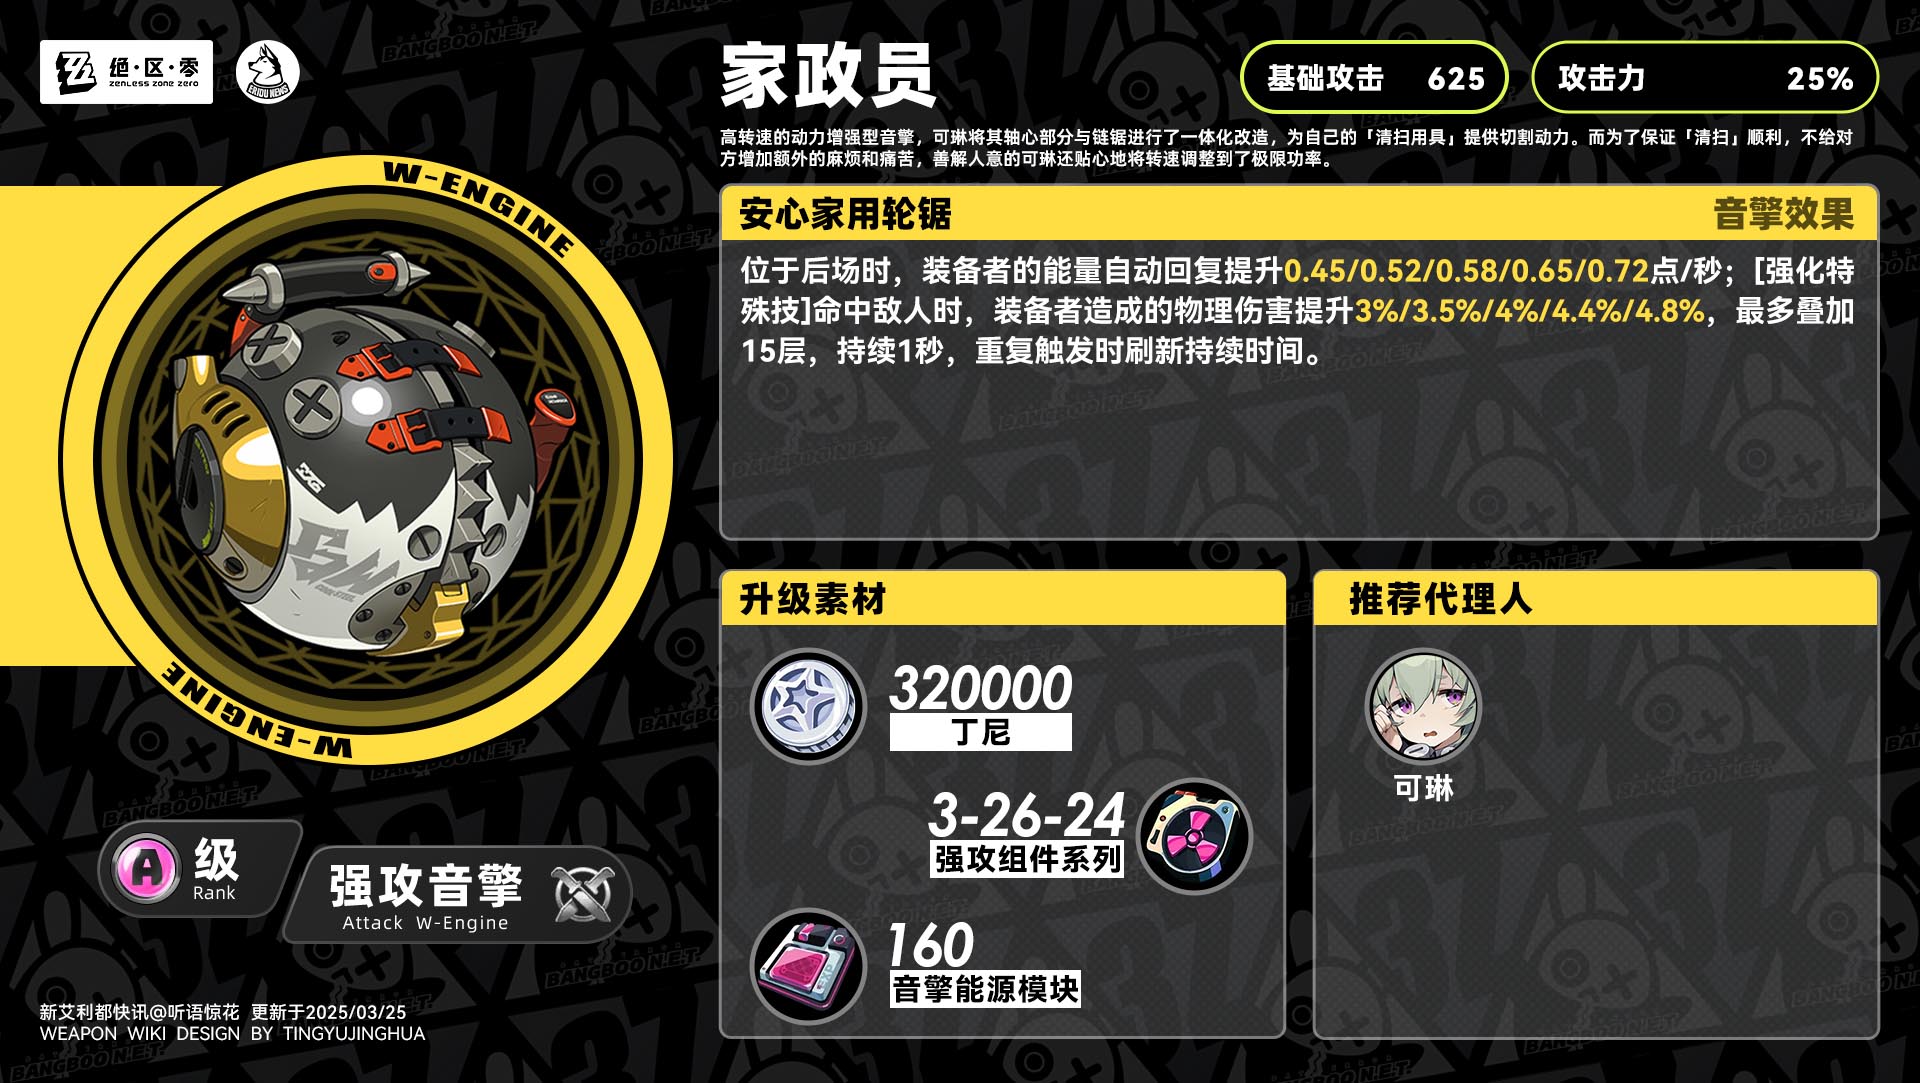 绝·区·零
ZENLESS ZONE ZERO
ERIDU NEWS
家政员
基础攻击 625
攻击力 25%
高转速的动力增强型音擎，可琳将其轴心部分与链锯进行了一体化改造，为自己的「清扫用具」提供切割动力。而为了保证「清扫」顺利，不给对
方增加额外的麻烦和痛苦，善解人意的可琳还贴心地将转速调整到了极限功率。
W-ENGINE
W-ENGINE
安心家用轮锯
音擎效果
位于后场时，装备者的能量自动回复提升0.45/0.52/0.58/0.65/0.72点/秒；[强化特
殊技]命中敌人时，装备者造成的物理伤害提升3%/3.5%/4%/4.4%/4.8%，最多叠加
15层，持续1秒，重复触发时刷新持续时间。
升级素材
320000
丁尼
3-26-24
强攻组件系列
160
音擎能源模块
推荐代理人
可琳
A
级
Rank
强攻音擎
Attack W-Engine
新艾利都快讯@听语惊花 更新于2025/03/25
WEAPON WIKI DESIGN BY TINGYUJINGHUA
BANGBOO N.E.T.